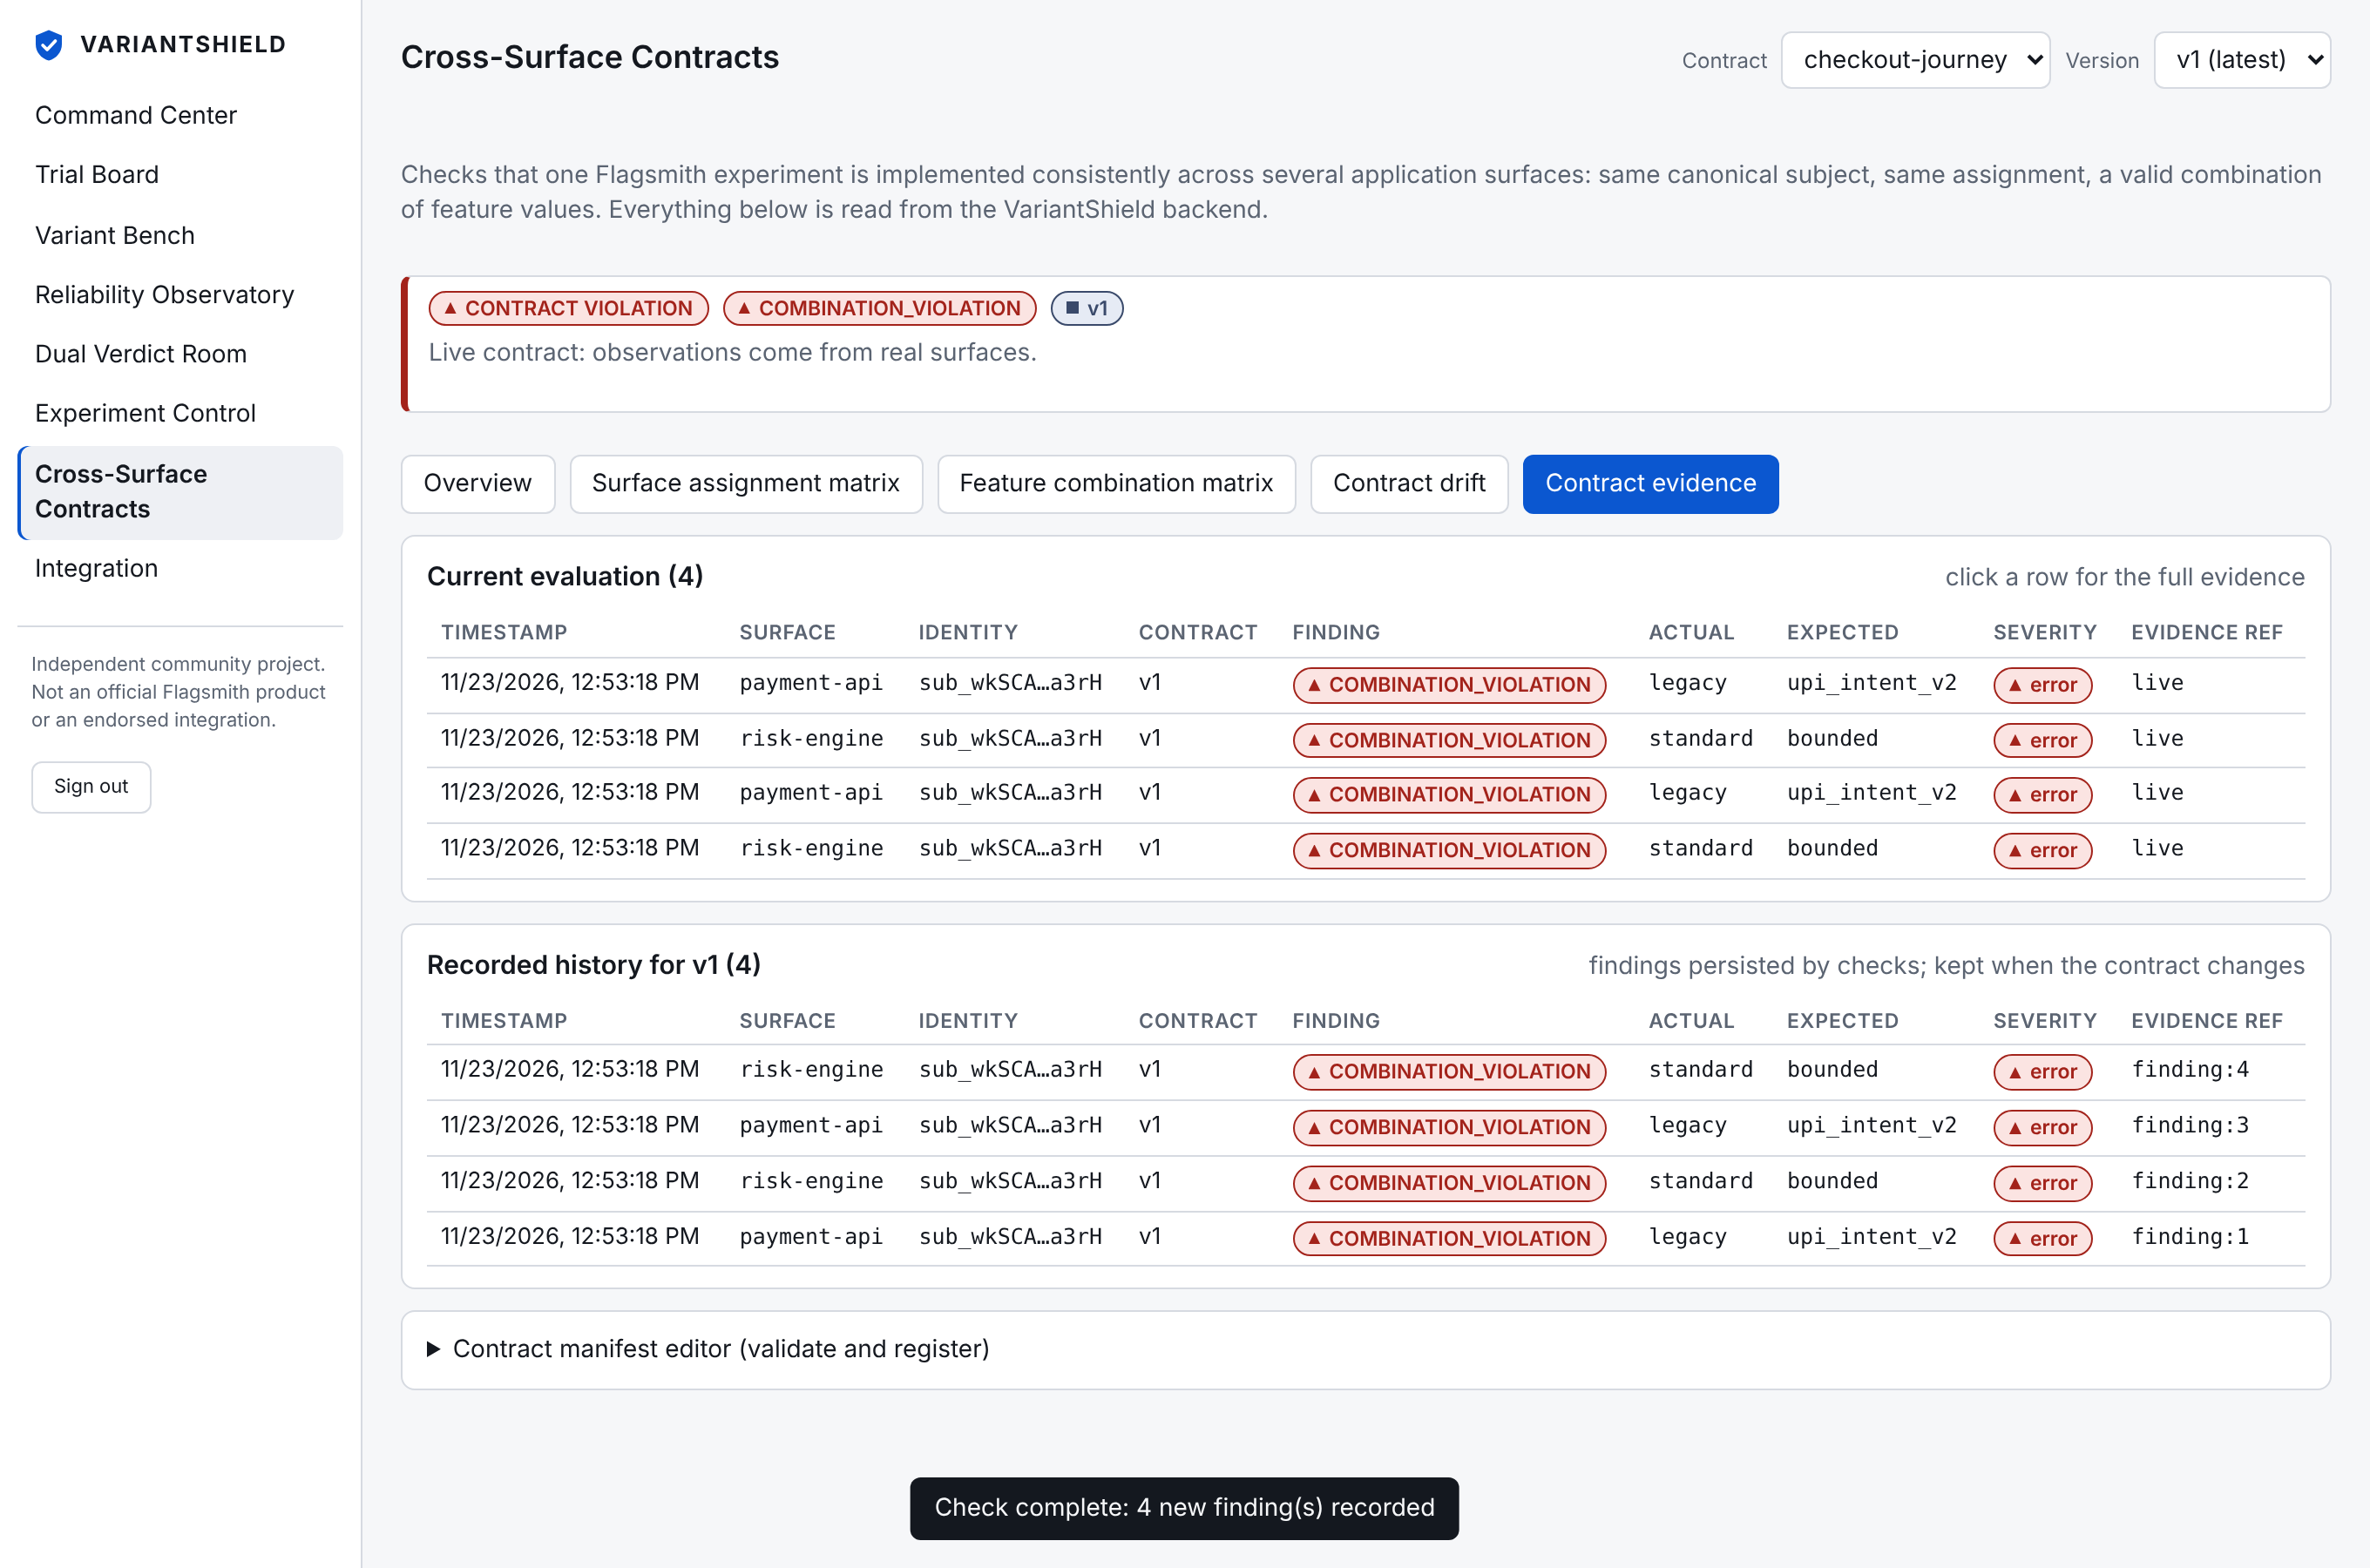 VARIANTSHIELD
Command Center
Trial Board
Variant Bench
Reliability Observatory
Dual Verdict Room
Experiment Control
Cross-Surface
Contracts
Integration
Independent community project.
Not an official Flagsmith product
or an endorsed integration.
Sign out
Cross-Surface Contracts
Contract checkout-journey Version v1 (latest)
Checks that one Flagsmith experiment is implemented consistently across several application surfaces: same canonical subject, same assignment, a valid combination
of feature values. Everything below is read from the VariantShield backend.
▲ CONTRACT VIOLATION ▲ COMBINATION_VIOLATION ■ v1
Live contract: observations come from real surfaces.
Overview Surface assignment matrix Feature combination matrix Contract drift Contract evidence
Current evaluation (4) click a row for the full evidence
TIMESTAMP SURFACE IDENTITY CONTRACT FINDING ACTUAL EXPECTED SEVERITY EVIDENCE REF
11/23/2026, 12:53:18 PM payment-api sub_wkSCA…a3rH v1 ▲ COMBINATION_VIOLATION legacy upi_intent_v2 ▲ error live
11/23/2026, 12:53:18 PM risk-engine sub_wkSCA…a3rH v1 ▲ COMBINATION_VIOLATION standard bounded ▲ error live
11/23/2026, 12:53:18 PM payment-api sub_wkSCA…a3rH v1 ▲ COMBINATION_VIOLATION legacy upi_intent_v2 ▲ error live
11/23/2026, 12:53:18 PM risk-engine sub_wkSCA…a3rH v1 ▲ COMBINATION_VIOLATION standard bounded ▲ error live
Recorded history for v1 (4) findings persisted by checks; kept when the contract changes
TIMESTAMP SURFACE IDENTITY CONTRACT FINDING ACTUAL EXPECTED SEVERITY EVIDENCE REF
11/23/2026, 12:53:18 PM risk-engine sub_wkSCA…a3rH v1 ▲ COMBINATION_VIOLATION standard bounded ▲ error finding:4
11/23/2026, 12:53:18 PM payment-api sub_wkSCA…a3rH v1 ▲ COMBINATION_VIOLATION legacy upi_intent_v2 ▲ error finding:3
11/23/2026, 12:53:18 PM risk-engine sub_wkSCA…a3rH v1 ▲ COMBINATION_VIOLATION standard bounded ▲ error finding:2
11/23/2026, 12:53:18 PM payment-api sub_wkSCA…a3rH v1 ▲ COMBINATION_VIOLATION legacy upi_intent_v2 ▲ error finding:1
▶ Contract manifest editor (validate and register)
Check complete: 4 new finding(s) recorded